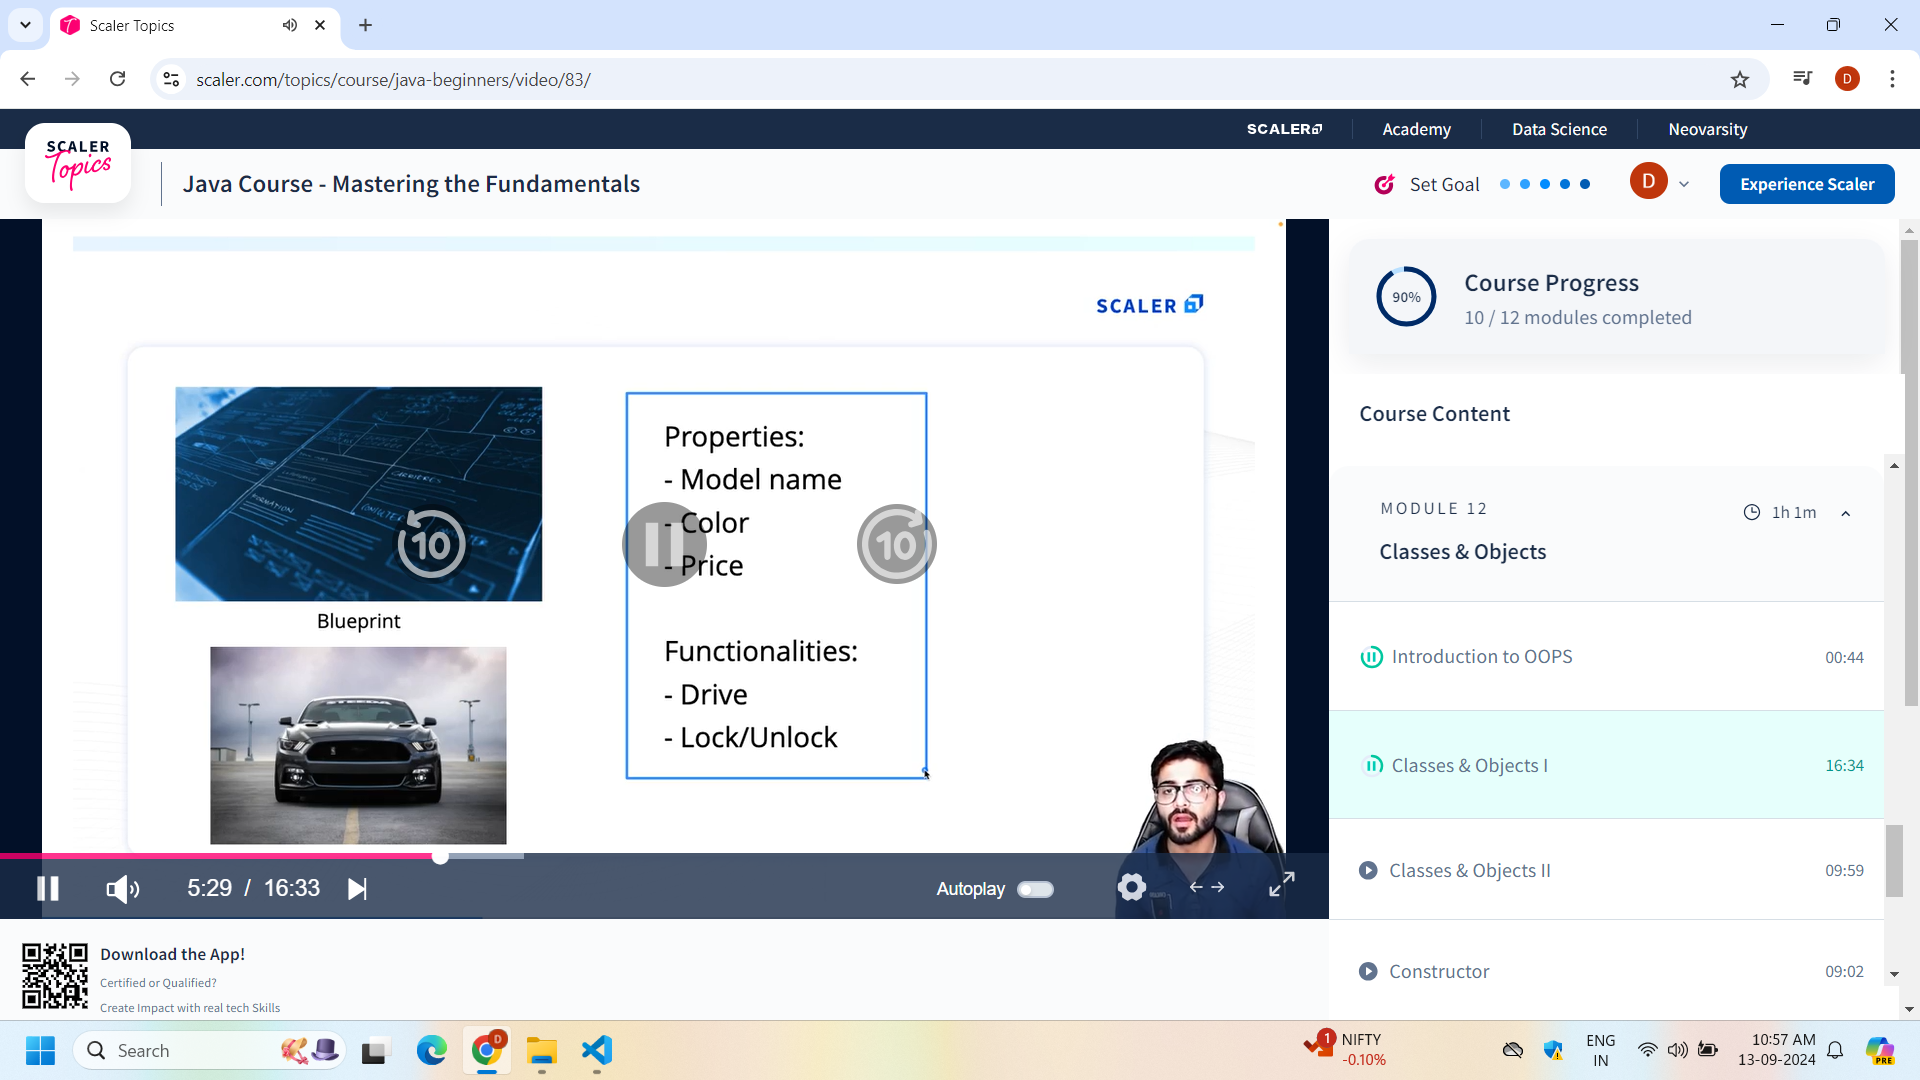 Scaler Topics
scaler.com/topics/course/java-beginners/video/83/
D
SCALER
Academy
Data Science
Neovarsity
SCALER
Topics
Java Course - Mastering the Fundamentals
Set Goal
D
Experience Scaler
SCALER
Properties:
- Model name
- Color
- Price
Functionalities:
- Drive
- Lock/Unlock
10
10
Blueprint
STEEDA
5:29 / 16:33
Autoplay
90%
Course Progress
10 / 12 modules completed
Course Content
MODULE 12
1h 1m
Classes & Objects
Introduction to OOPS
00:44
Classes & Objects I
16:34
Classes & Objects II
09:59
Constructor
09:02
Download the App!
Certified or Qualified?
Create Impact with real tech Skills
Search
D
1
NIFTY
-0.10%
ENG
IN
10:57 AM
13-09-2024
PRE